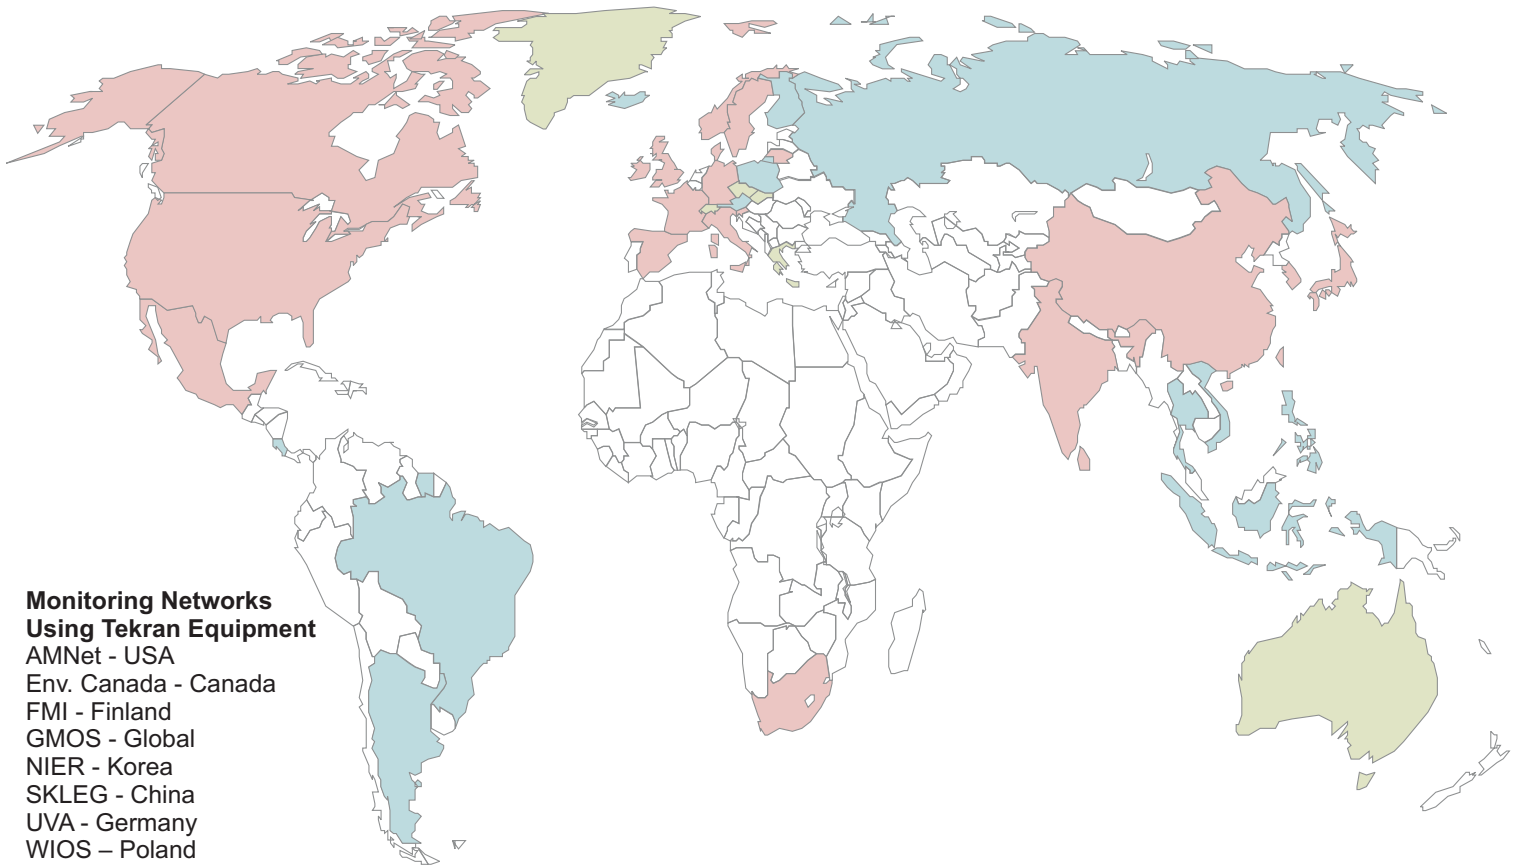 Monitoring Networks
Using Tekran Equipment
AMNet - USA
Env. Canada - Canada
FMI - Finland
GMOS - Global
NIER - Korea
SKLEG - China
UVA - Germany
WIOS – Poland